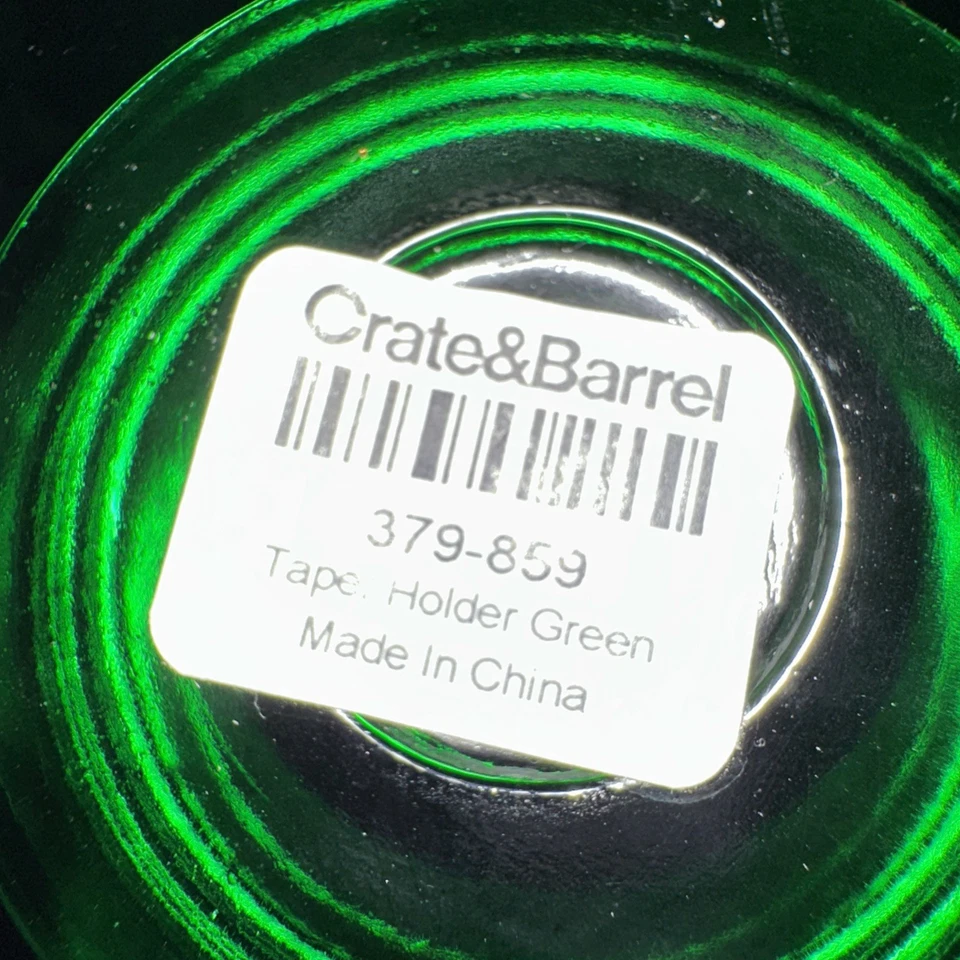 Crate&Barrel
379-859
Tape. Holder Green
Made In China